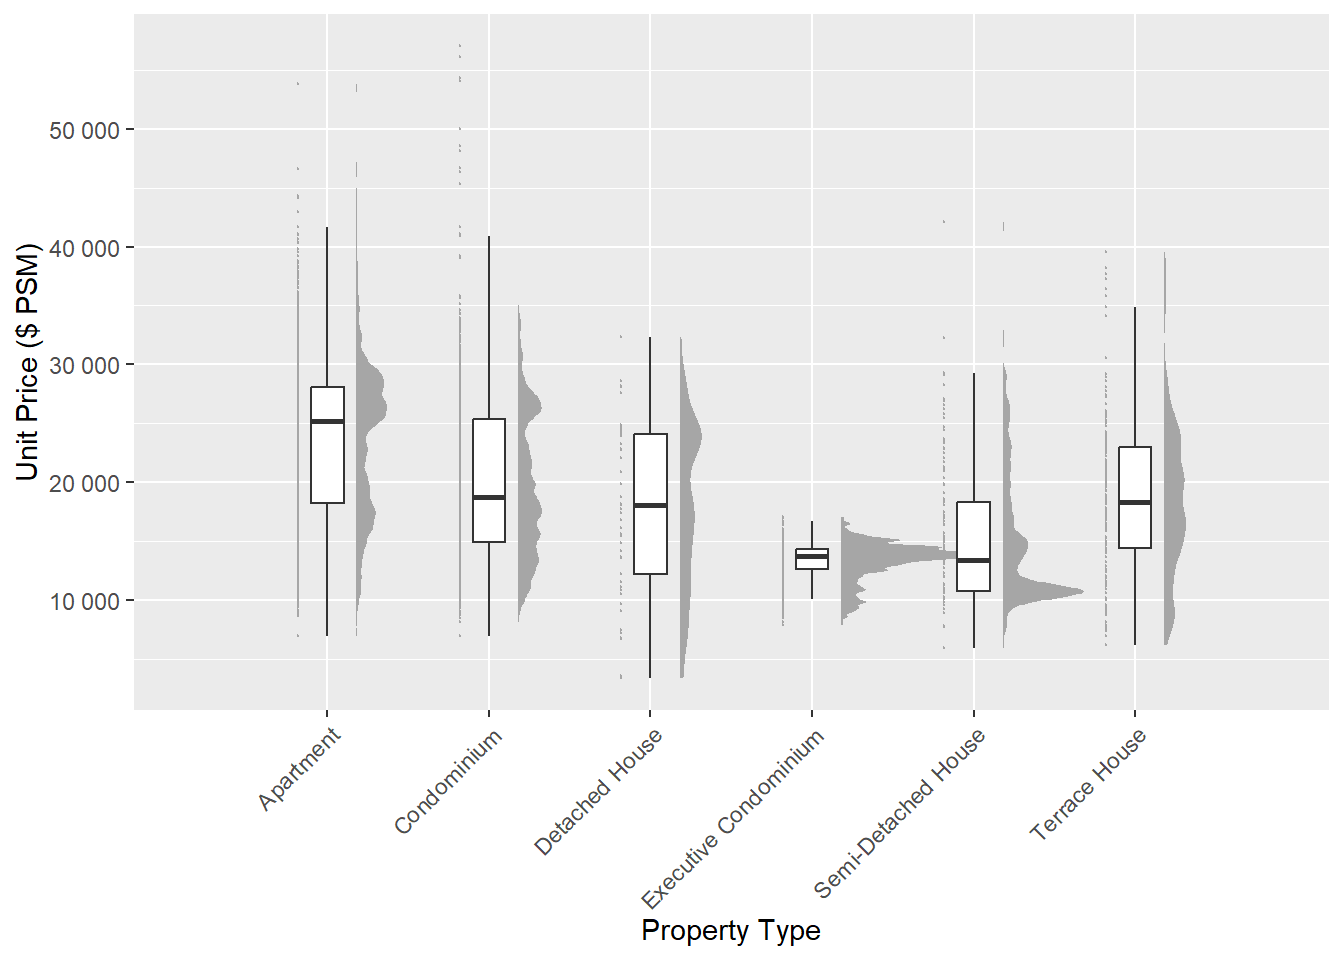 Unit Price ($ PSM)
50 000
40 000
30 000
20 000
10 000
Apartment
Condominium
Detached House
Executive Condominium
Semi-Detached House
Terrace House
Property Type